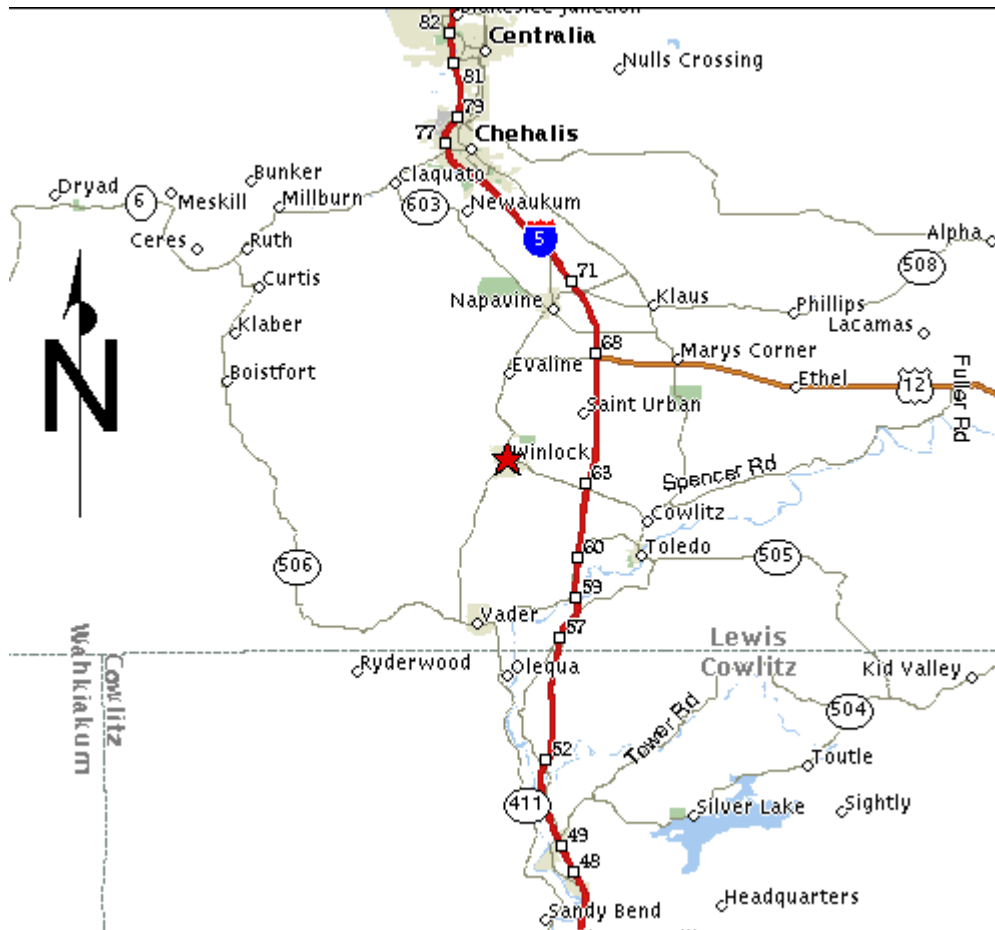 Blakeslee Junction
82
Centralia
Nulls Crossing
81
79
77
Chehalis
Bunker
Claquato
Dryad
6
Meskill
Millburn
603
Newaukum
Ceres
Ruth
5
Alpha
508
Curtis
71
Napavine
Klaus
Phillips
Klaber
Lacamas
68
Marys Corner
N
Boistfort
Evaline
Ethel
12
Fuller Rd
Saint Urban
Winlock
63
Spencer Rd
Cowlitz
60
Toledo
505
506
59
Vader
57
Lewis
Cowlitz
Wahkiakum
Cowlitz
Ryderwood
Olequa
Kid Valley
504
Tower Rd
52
Toutle
411
Silver Lake
Sightly
49
48
Headquarters
Sandy Bend